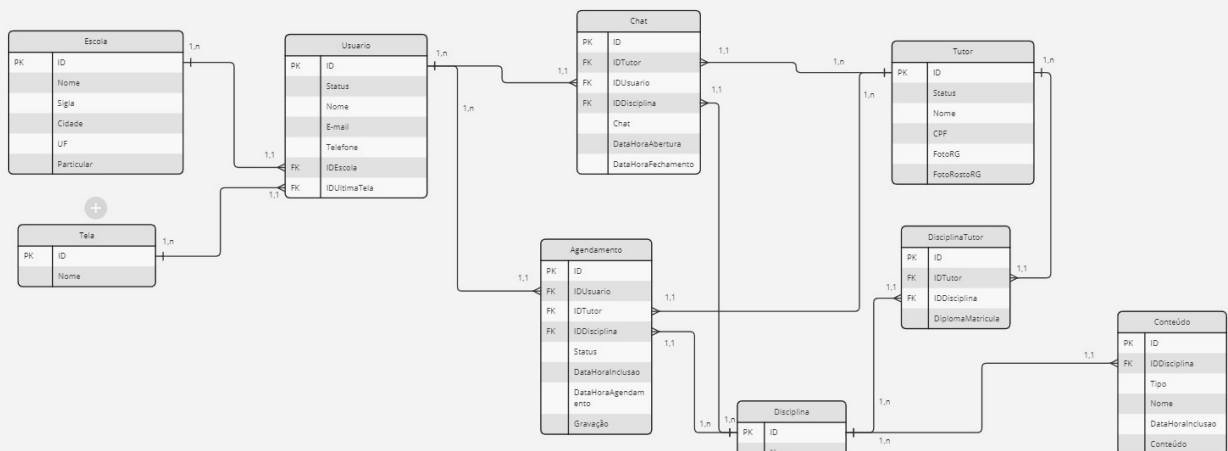 Escola
PK ID
Nome
Sigla
Cidade
UF
Particular
1,n
1,1
Tela
PK ID
Nome
1,n
1,1
Usuario
PK ID
Status
Nome
E-mail
Telefone
FK IDEscola
FK IDUltimaTela
1,n
1,n
1,1
Chat
PK ID
FK IDTutor
FK IDUsuario
FK IDDisciplina
Chat
DataHoraAbertura
DataHoraFechamento
1,1
1,1
1,n
1,n
Tutor
PK ID
Status
Nome
CPF
FotoRG
FotoRostoRG
1,n
Agendamento
PK ID
FK IDUsuario
FK IDTutor
FK IDDisciplina
Status
DataHoraInclusao
DataHoraAgendam
ento
Gravação
1,1
1,1
1,1
1,n
1,n
DisciplinaTutor
PK ID
FK IDTutor
FK IDDisciplina
DiplomaMatricula
1,1
1,1
Disciplina
PK ID
1,n
1,n
Conteúdo
PK ID
FK IDDisciplina
Tipo
Nome
DataHoraInclusao
Conteúdo
1,1